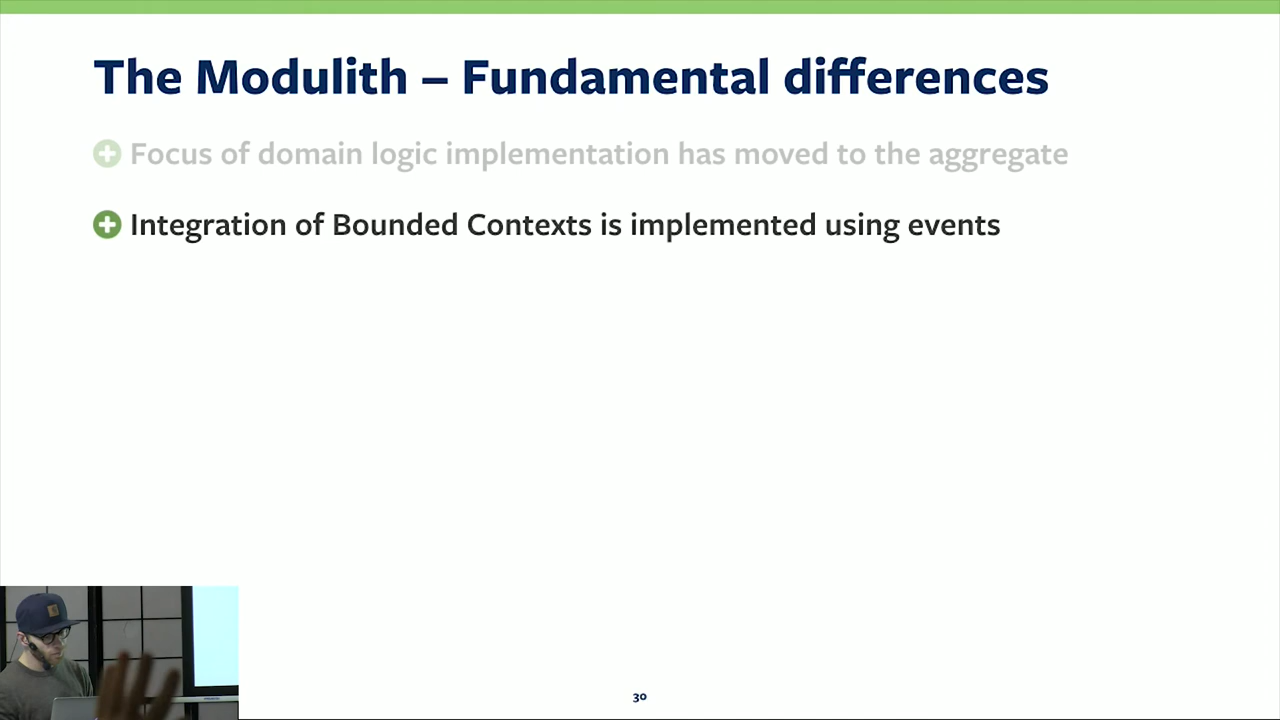 The Modulith – Fundamental differences
Focus of domain logic implementation has moved to the aggregate
Integration of Bounded Contexts is implemented using events
30